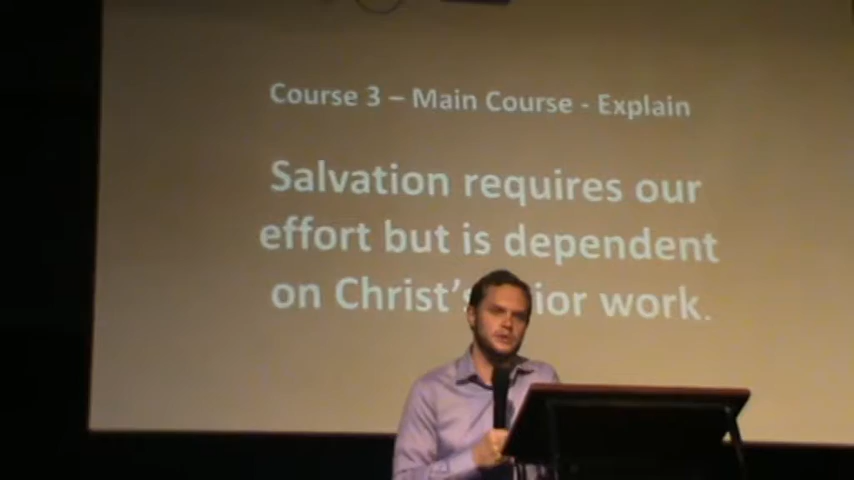 Course 3 – Main Course - Explain
Salvation requires our
effort but is dependent
on Christ's work.